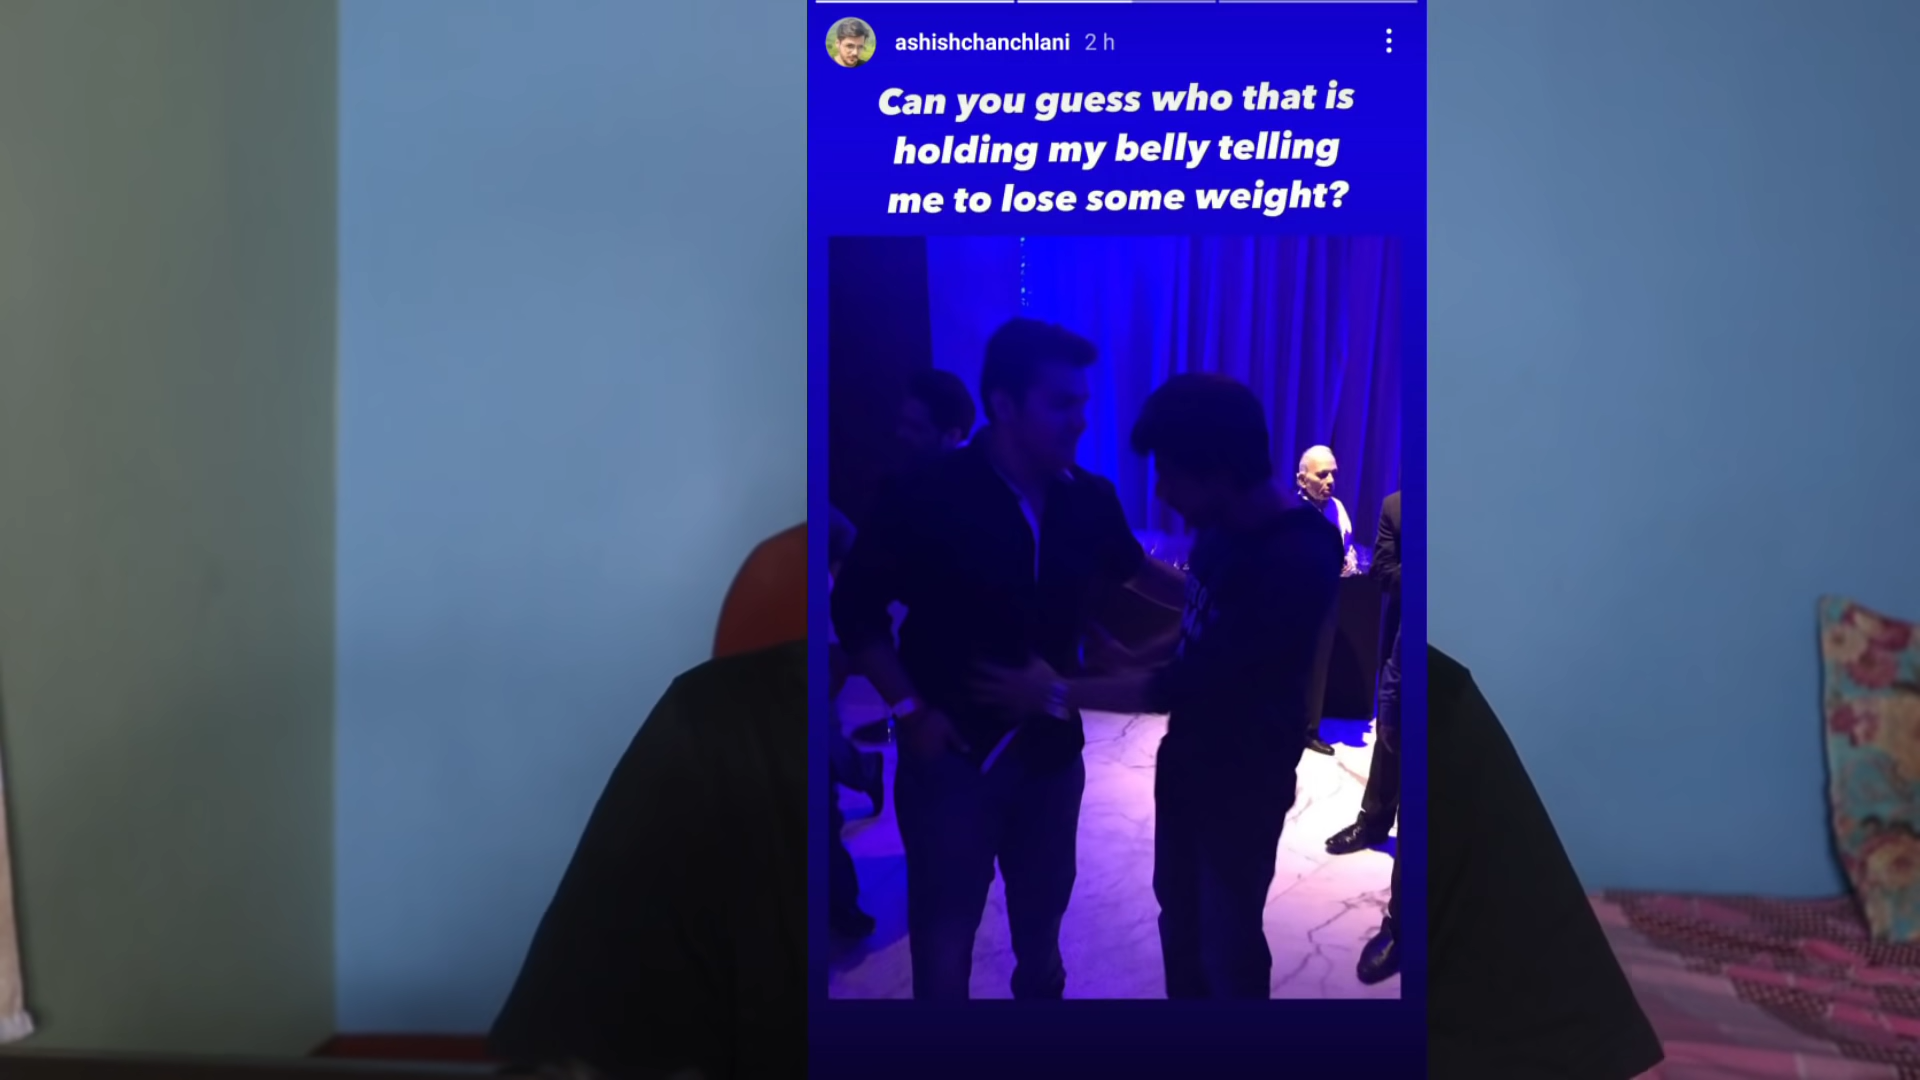 ashishchanchlani 2 h
Can you guess who that is
holding my belly telling
me to lose some weight?